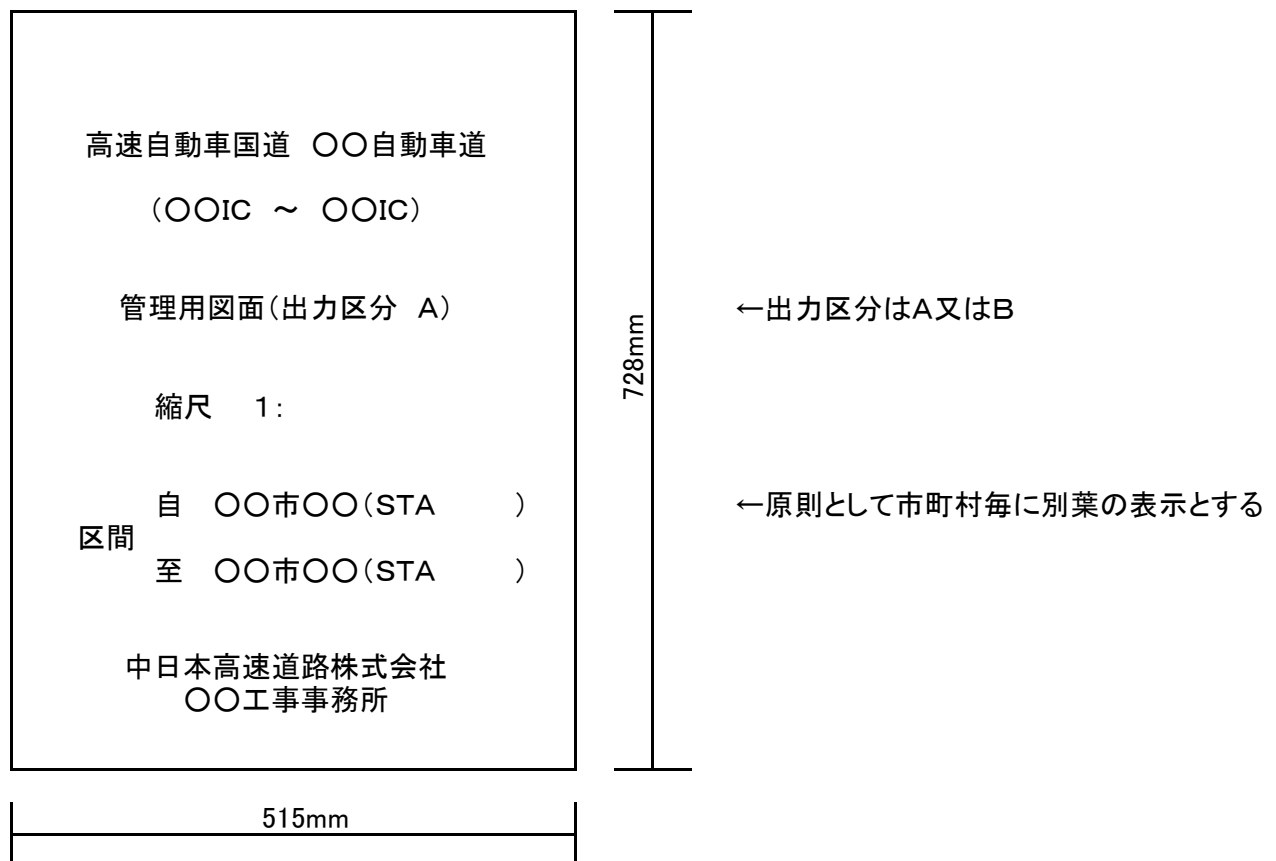 高速自動車国道　〇〇自動車道
（〇〇IC　～　〇〇IC）
管理用図面（出力区分　A）
←出力区分はA又はB
縮尺　1：
728mm
自　〇〇市〇〇（STA　　　）
←原則として市町村毎に別葉の表示とする
区間
至　〇〇市〇〇（STA　　　）
中日本高速道路株式会社
〇〇工事事務所
515mm